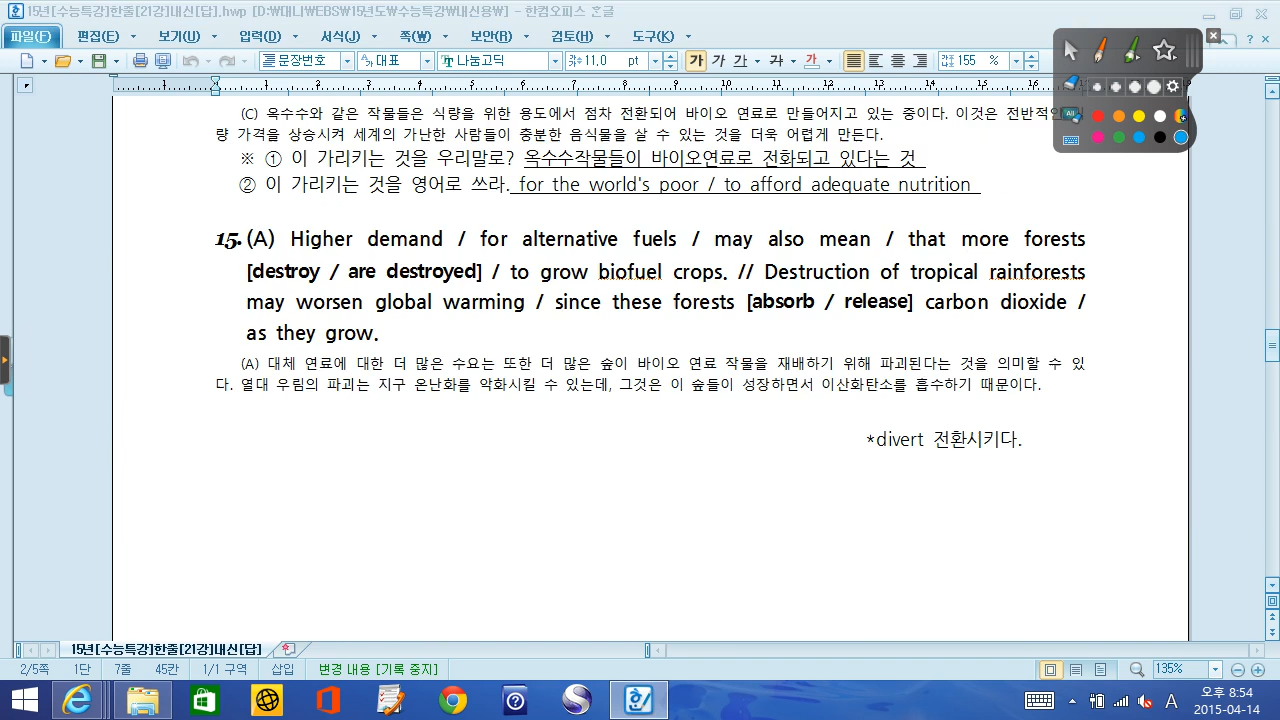 15년[수능특강]한줄[21강]내신[답].hwp [D:\대니\EBS\15년도\수능특강\내신용\] - 한컴오피스 한글
파일(F) 편집(E) 보기(U) 입력(D) 서식(J) 쪽(W) 보안(R) 검토(H) 도구(K)
문장번호 대표 나눔고딕 11,0 pt 가 가 가 가 가 155 %
(C) 옥수수와 같은 작물들은 식량을 위한 용도에서 점차 전환되어 바이오 연료로 만들어지고 있는 중이다. 이것은 전반적인
량 가격을 상승시켜 세계의 가난한 사람들이 충분한 음식물을 살 수 있는 것을 더욱 어렵게 만든다.
※ ① 이 가리키는 것을 우리말로? 옥수수작물들이 바이오연료로 전화되고 있다는 것
② 이 가리키는 것을 영어로 쓰라. for the world's poor / to afford adequate nutrition
15. (A) Higher demand / for alternative fuels / may also mean / that more forests
[destroy / are destroyed] / to grow biofuel crops. // Destruction of tropical rainforests
may worsen global warming / since these forests [absorb / release] carbon dioxide /
as they grow.
(A) 대체 연료에 대한 더 많은 수요는 또한 더 많은 숲이 바이오 연료 작물을 재배하기 위해 파괴된다는 것을 의미할 수 있
다. 열대 우림의 파괴는 지구 온난화를 악화시킬 수 있는데, 그것은 이 숲들이 성장하면서 이산화탄소를 흡수하기 때문이다.
*divert 전환시키다.
15년[수능특강]한줄[21강]내신[답]
2/5쪽 1단 7줄 45칸 1/1 구역 삽입 변경 내용 [기록 중지] 135%
A 오후 8:54
2015-04-14